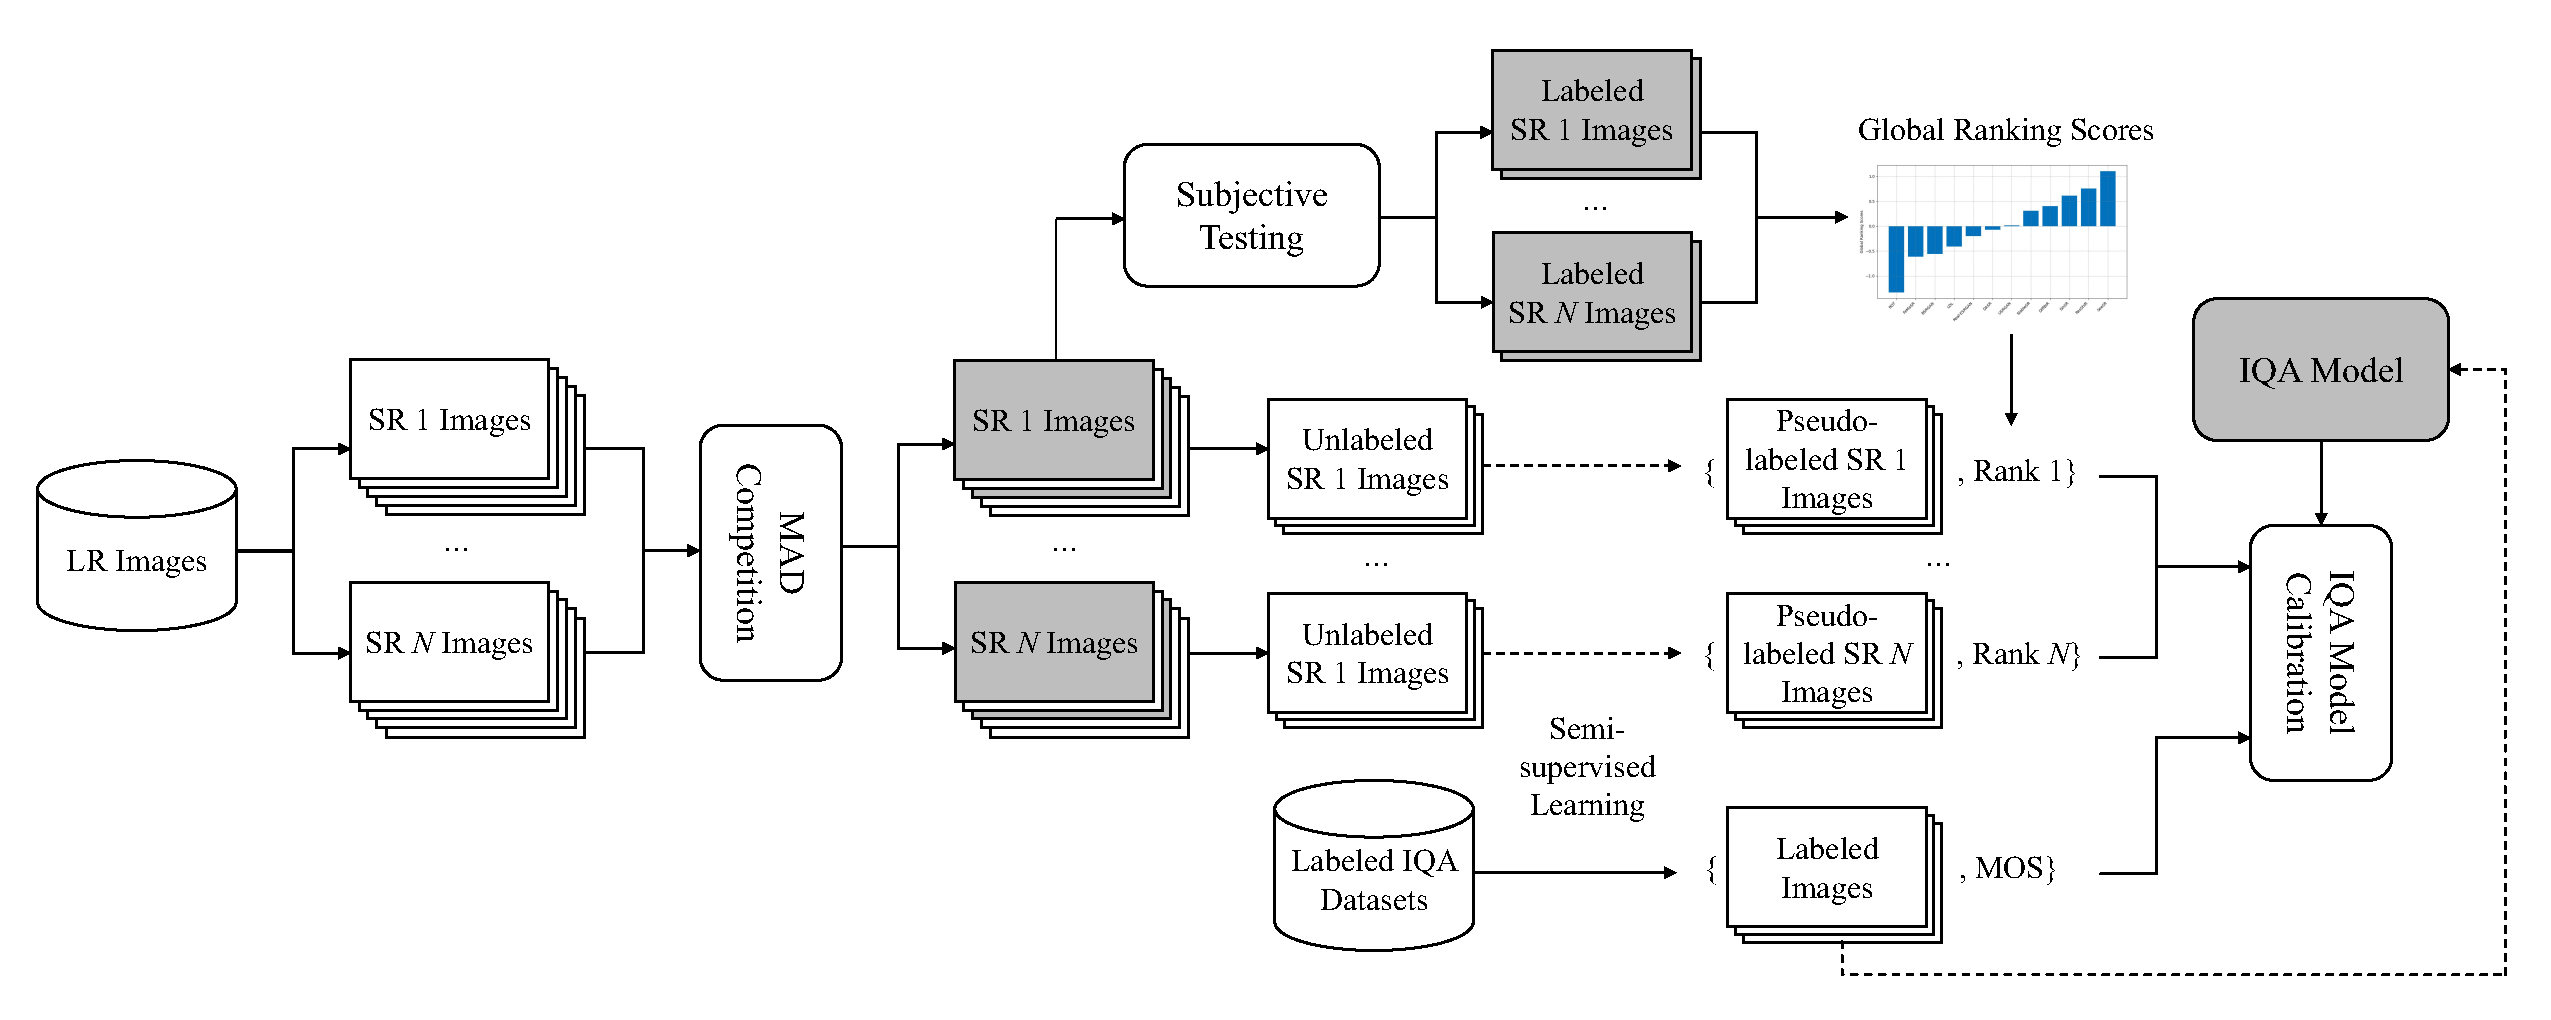 LR Images
SR 1 Images
...
SR N Images
MAD
Competition
SR 1 Images
...
SR N Images
Subjective
Testing
Labeled
SR 1 Images
...
Labeled
SR N Images
Global Ranking Scores
Unlabeled
SR 1 Images
...
Unlabeled
SR 1 Images
{
Pseudo-
labeled SR 1
Images
, Rank 1}
...
{
Pseudo-
labeled SR N
Images
, Rank N}
Semi-
supervised
Learning
Labeled IQA
Datasets
{
Labeled
Images
, MOS}
IQA Model
IQA Model
Calibration